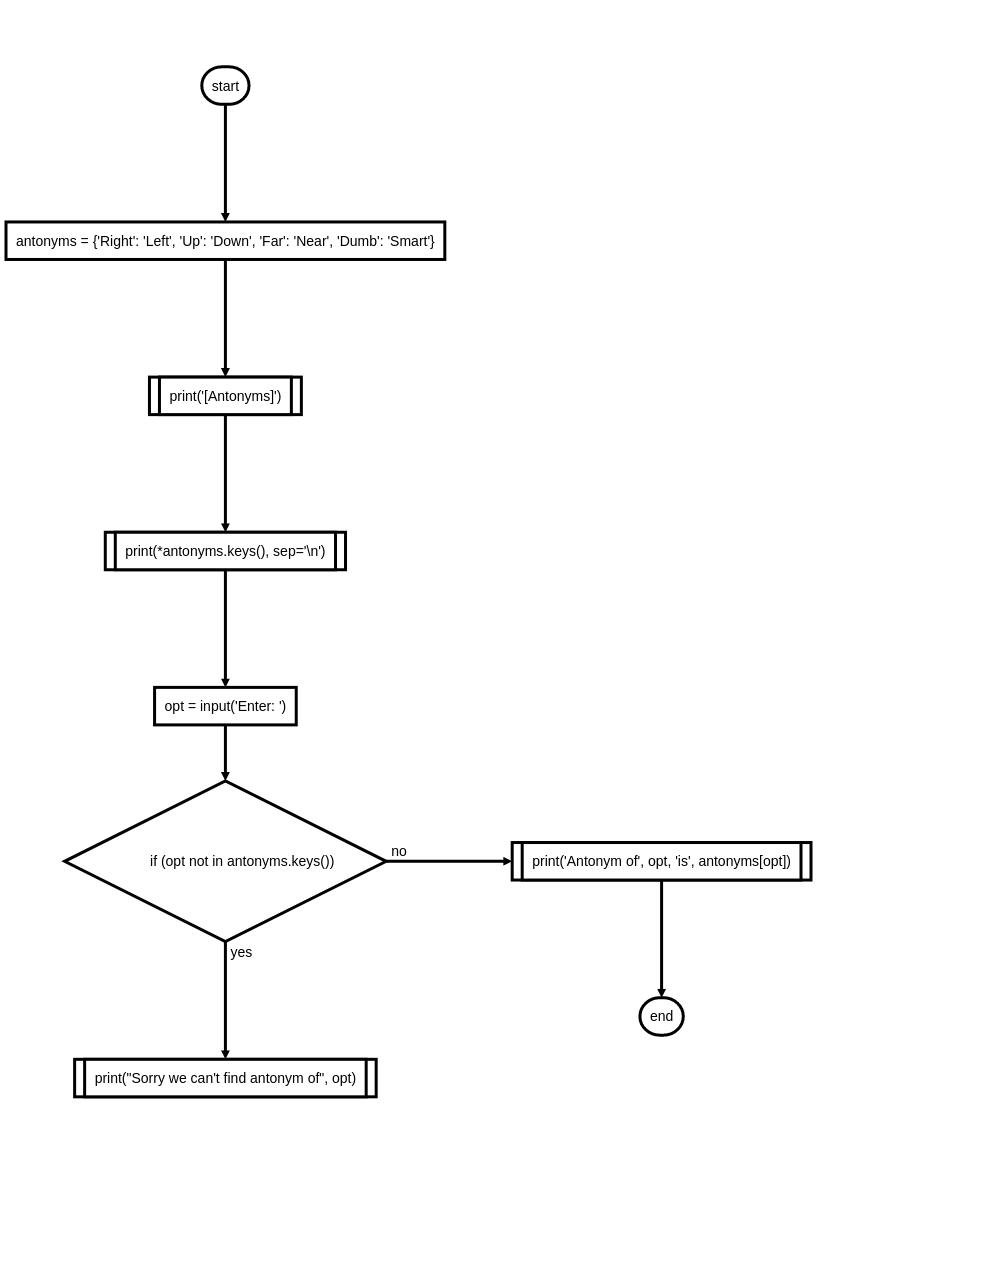 start
antonyms = {'Right': 'Left', 'Up': 'Down', 'Far': 'Near', 'Dumb': 'Smart'}
print('[Antonyms]')
print(*antonyms.keys(), sep='\n')
opt = input('Enter: ')
if (opt not in antonyms.keys())
no
print('Antonym of', opt, 'is', antonyms[opt])
yes
end
print("Sorry we can't find antonym of", opt)